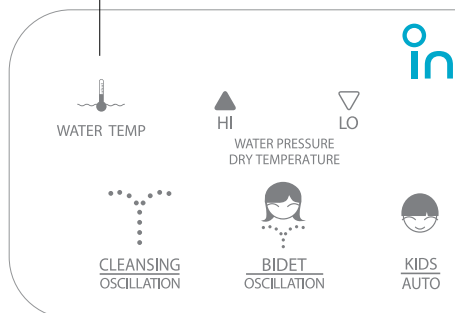 in
WATER TEMP
HI
LO
WATER PRESSURE
DRY TEMPERATURE
CLEANSING
OSCILLATION
BIDET
OSCILLATION
KIDS
AUTO